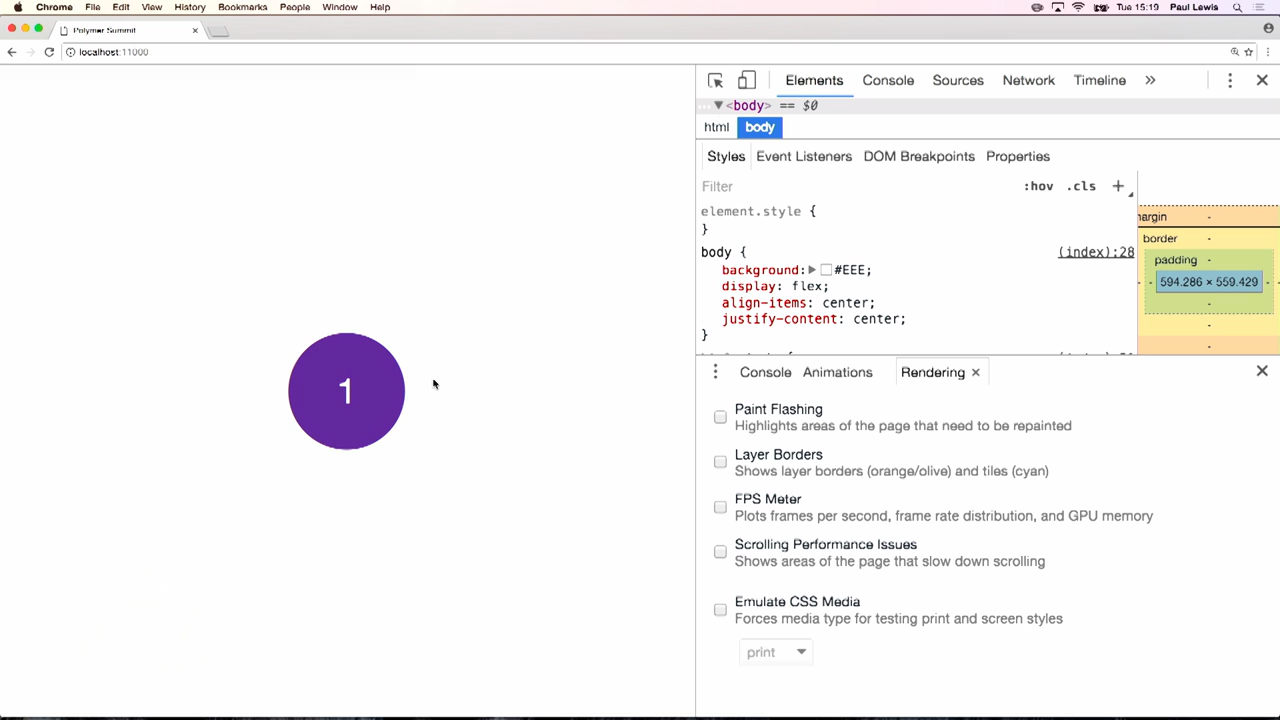 Chrome File Edit View History Bookmarks People Window Help Tue 15:19 Paul Lewis
Polymer Summit
localhost:11000
Elements Console Sources Network Timeline
<body> == $0
html body
Styles Event Listeners DOM Breakpoints Properties
Filter :hov .cls +
element.style {
}
body { (index):28
background: #EEE;
display: flex;
align-items: center;
justify-content: center;
}
argin -
border -
padding -
594.286 × 559.429
1
Console Animations Rendering
Paint Flashing
Highlights areas of the page that need to be repainted
Layer Borders
Shows layer borders (orange/olive) and tiles (cyan)
FPS Meter
Plots frames per second, frame rate distribution, and GPU memory
Scrolling Performance Issues
Shows areas of the page that slow down scrolling
Emulate CSS Media
Forces media type for testing print and screen styles
print